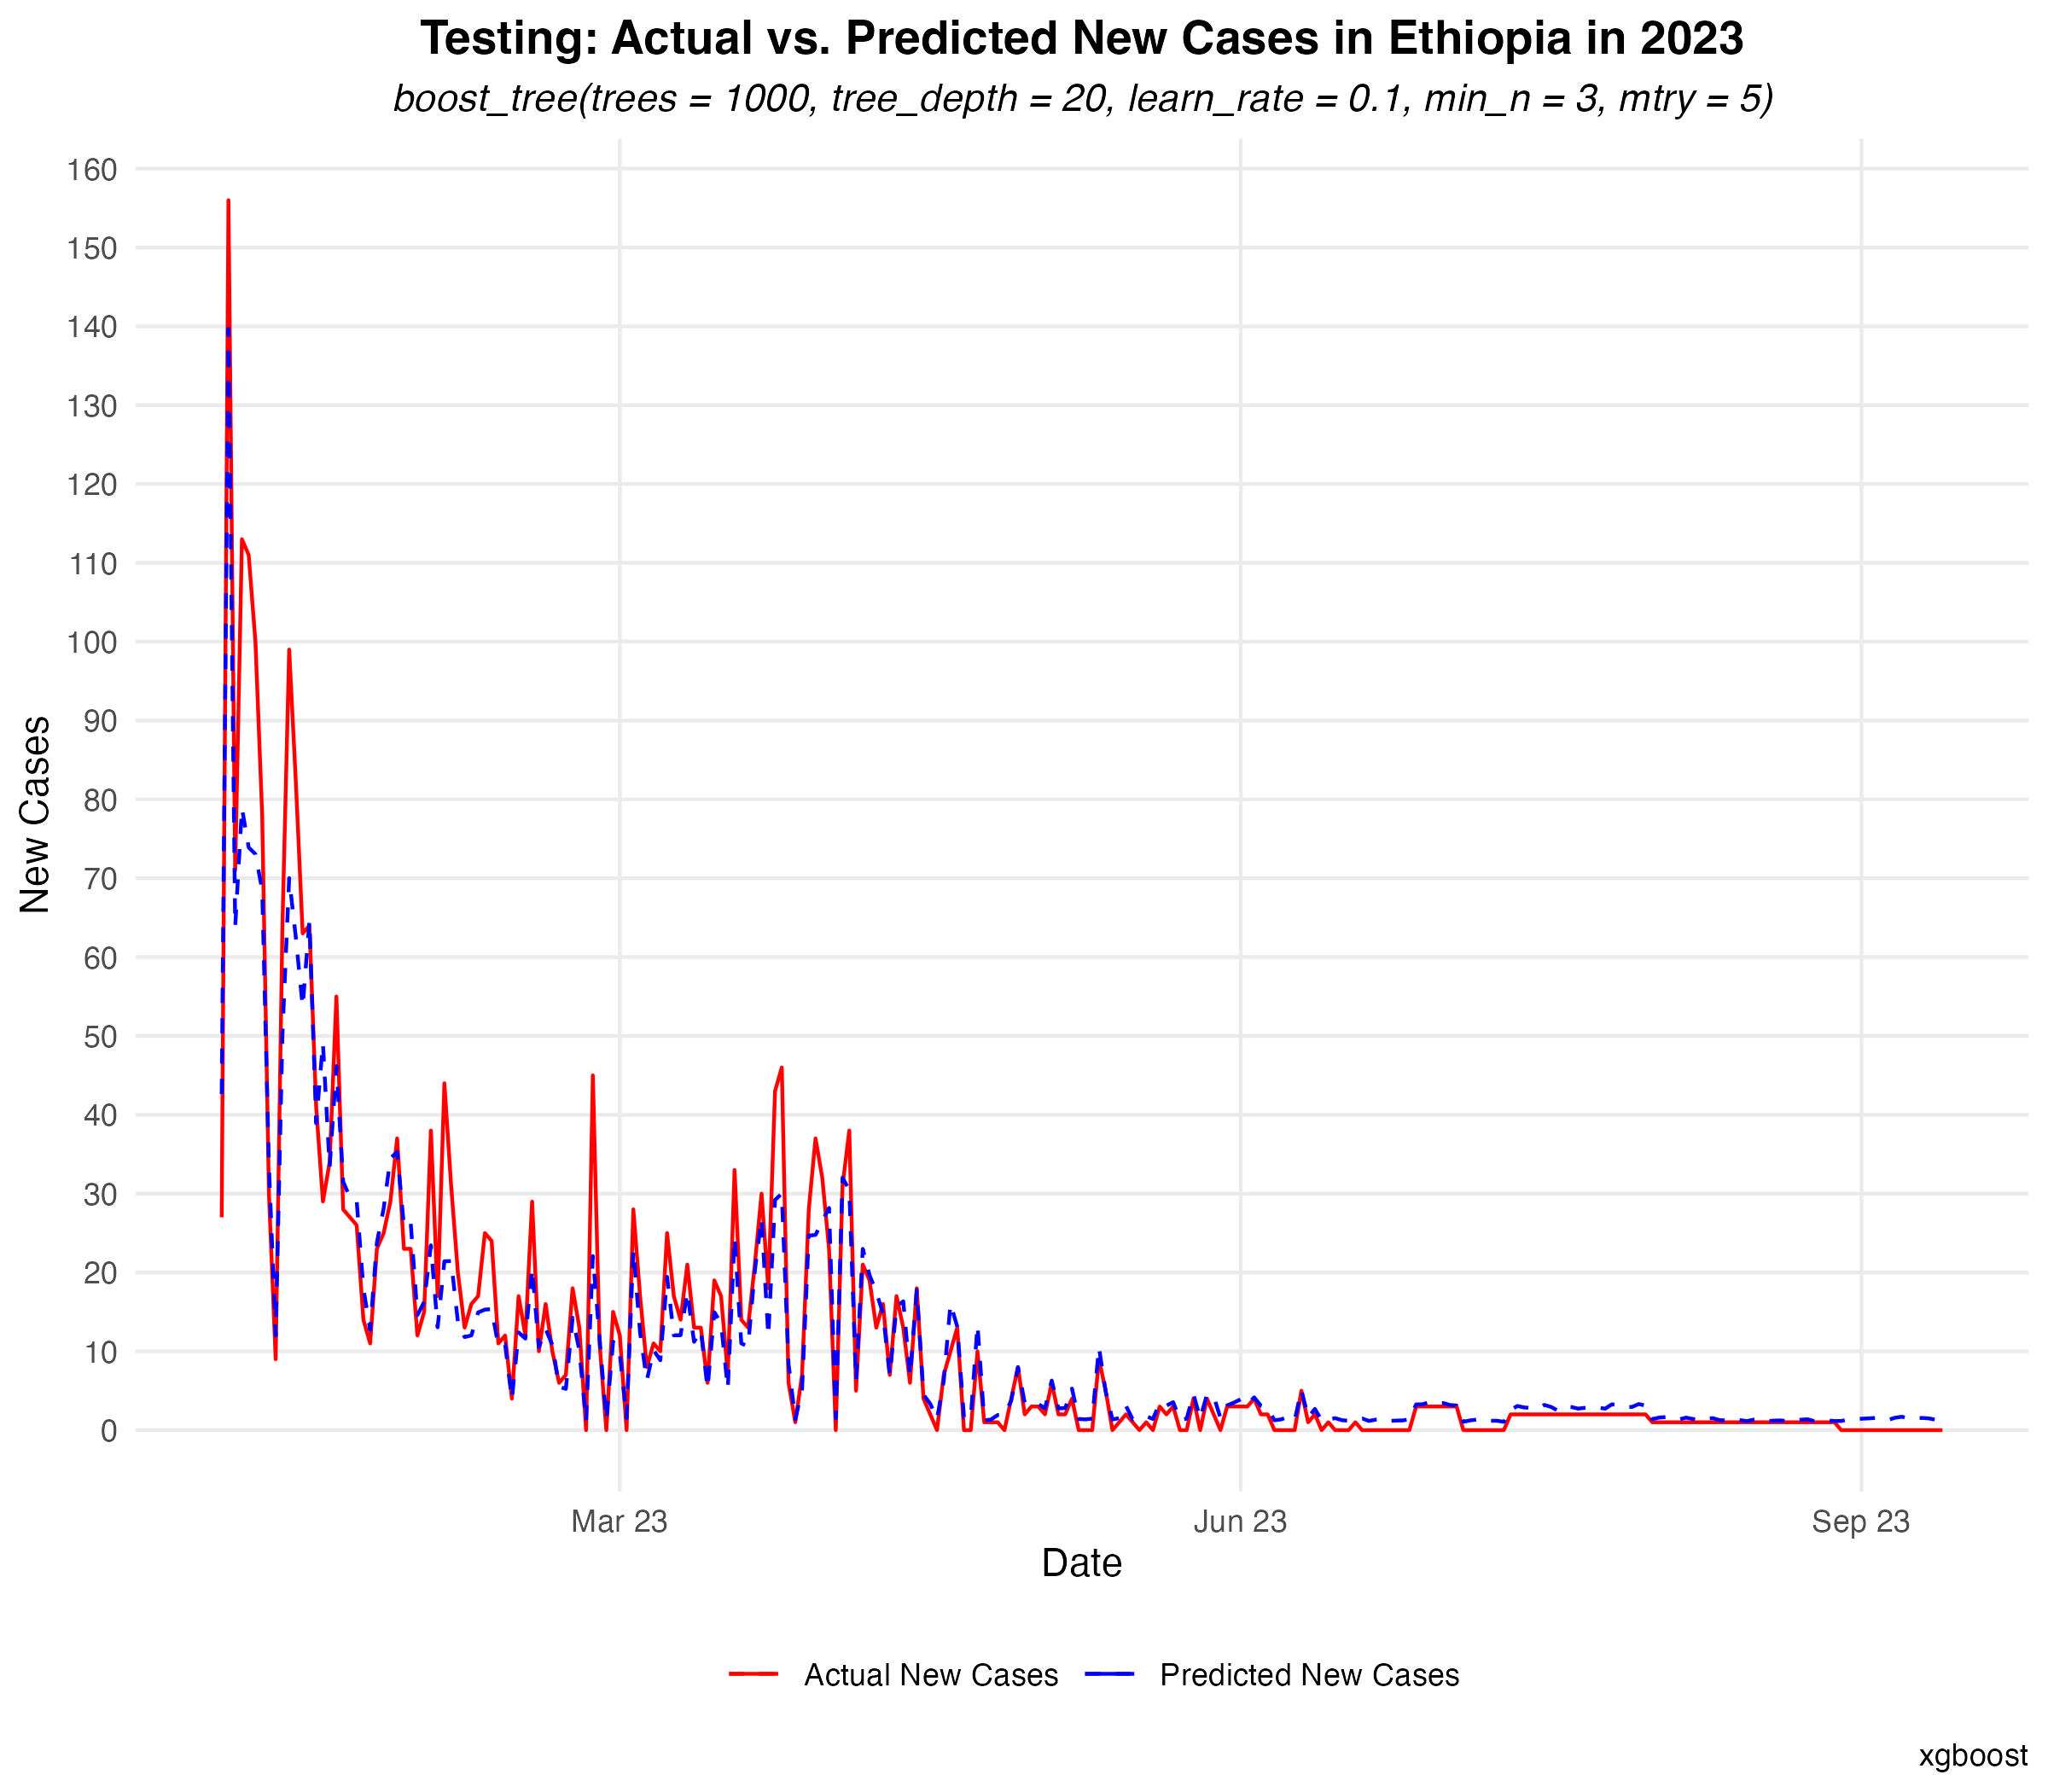 Testing: Actual vs. Predicted New Cases in Ethiopia in 2023
boost_tree(trees = 1000, tree_depth = 20, learn_rate = 0.1, min_n = 3, mtry = 5)
160
150
140
130
120
110
100
90
80
70
60
50
40
30
20
10
0
New Cases
Mar 23 Jun 23 Sep 23
Date
Actual New Cases Predicted New Cases
xgboost